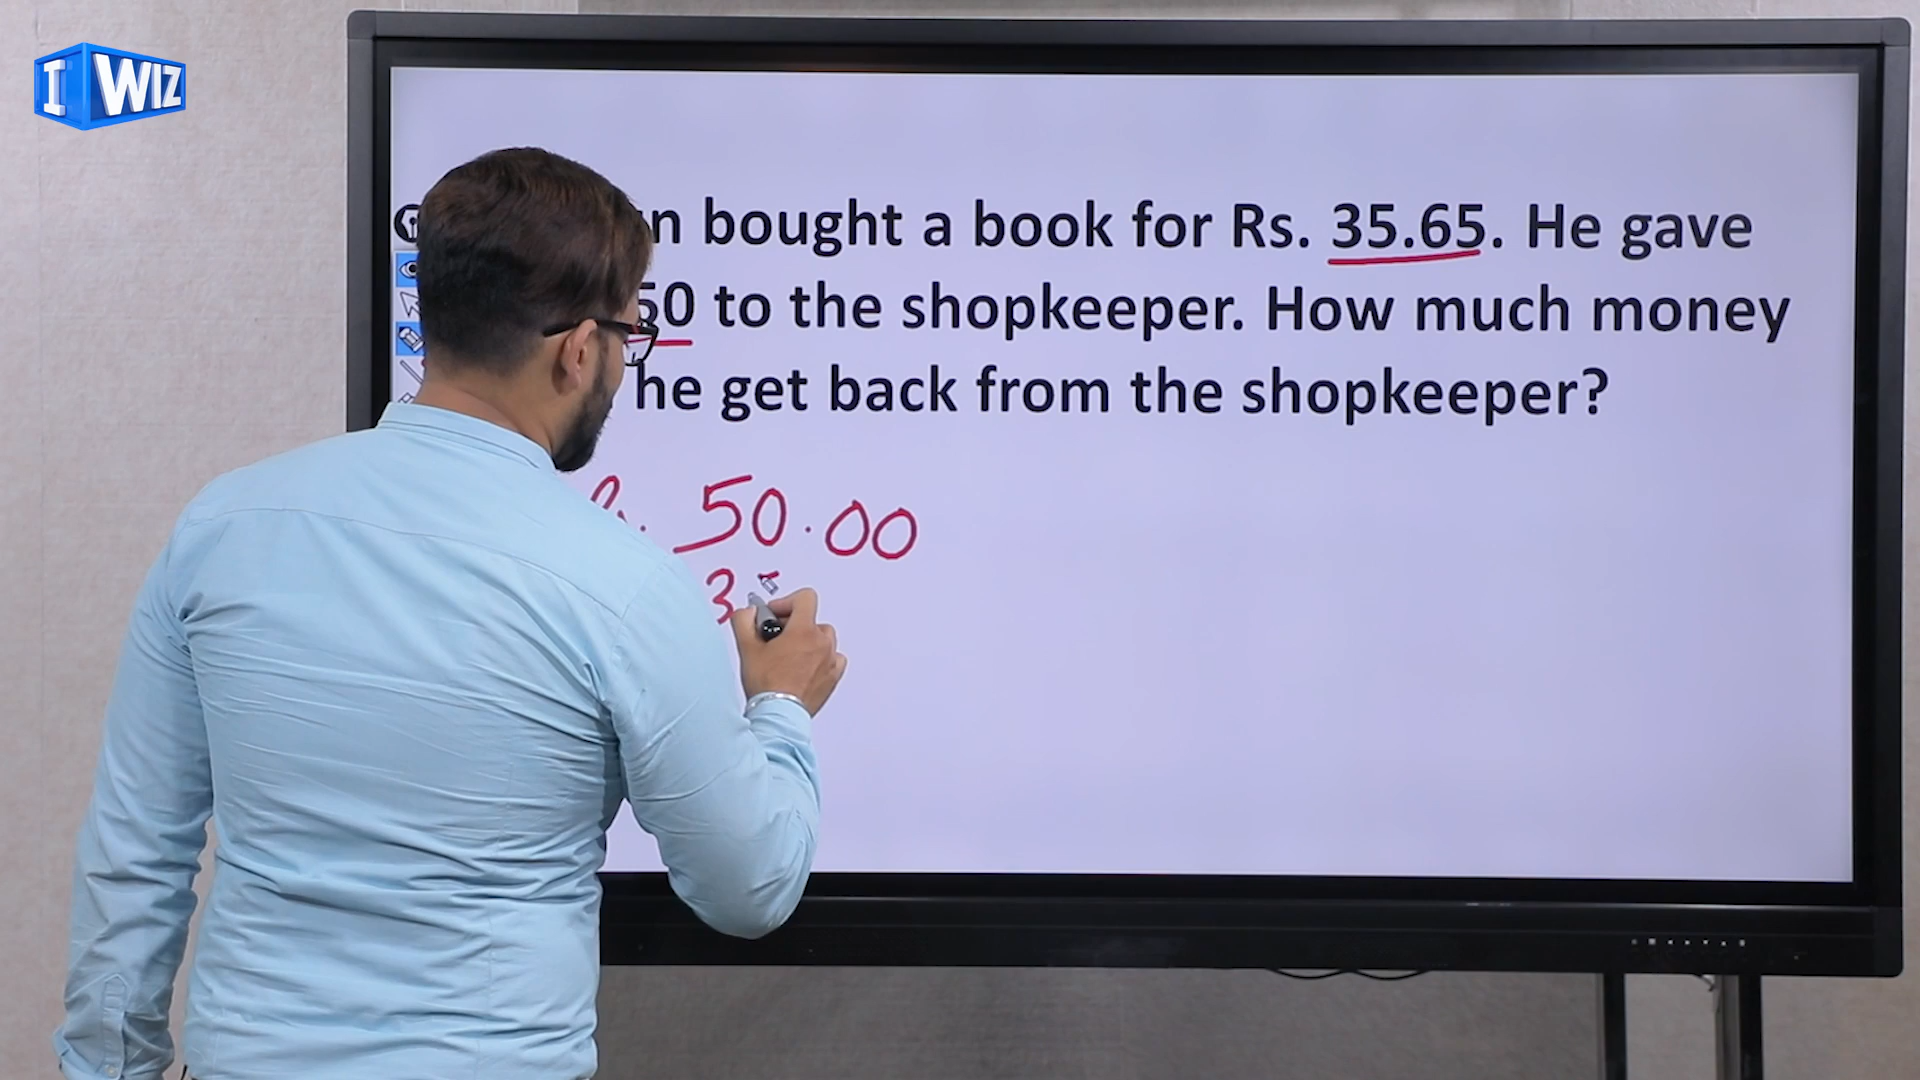 I WIZ
bought a book for Rs. 35.65. He gave
50 to the shopkeeper. How much money
he get back from the shopkeeper?
50.00
3